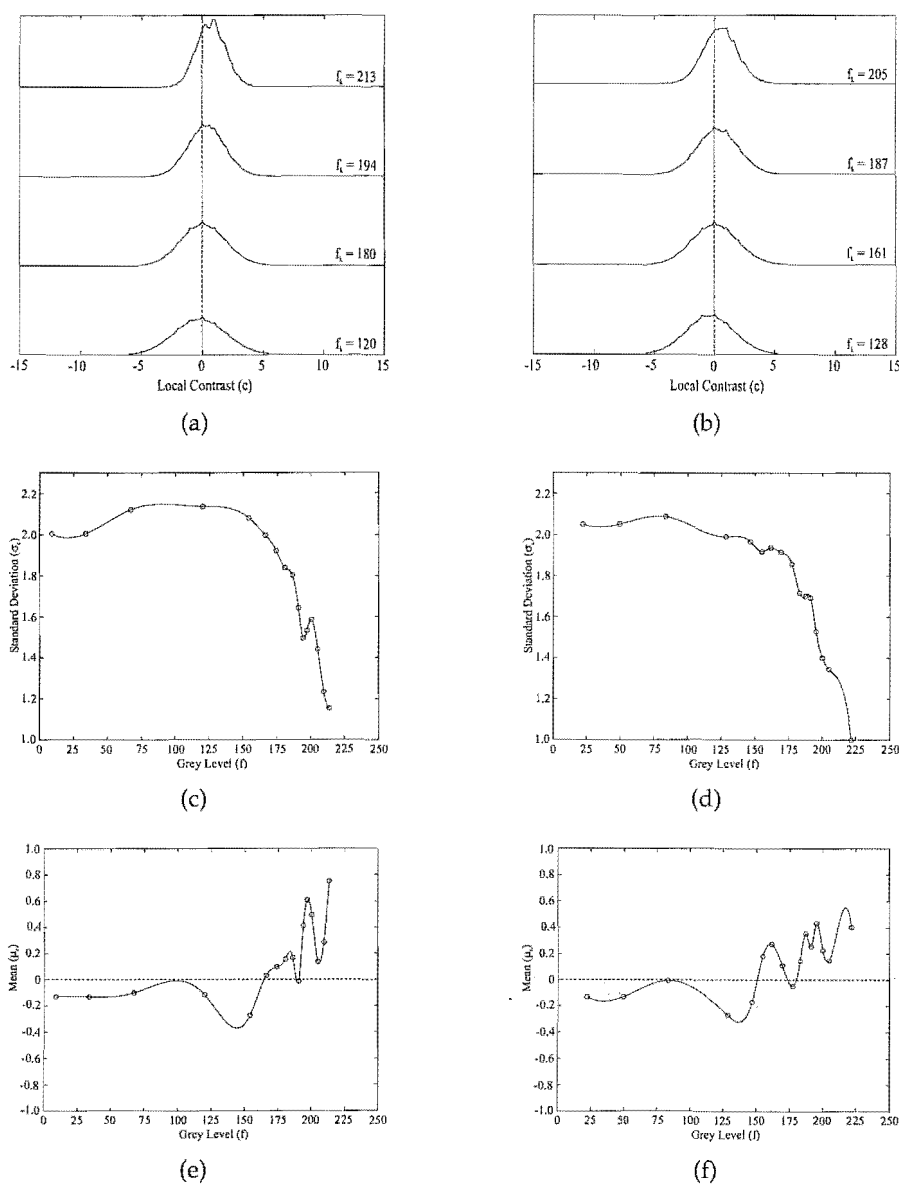 f_k = 213
f_k = 194
f_k = 180
f_k = 120
-15 -10 -5 0 5 10 15
Local Contrast (c)
(a)
f_k = 205
f_k = 187
f_k = 161
f_k = 128
-15 -10 -5 0 5 10 15
Local Contrast (c)
(b)
Standard Deviation (σ_c)
2.2
2.0
1.8
1.6
1.4
1.2
1.0
0 25 50 75 100 125 150 175 200 225 250
Grey Level (f)
(c)
Standard Deviation (σ_c)
2.2
2.0
1.8
1.6
1.4
1.2
1.0
0 25 50 75 100 125 150 175 200 225 250
Grey Level (f)
(d)
Mean (μ_c)
1.0
0.8
0.6
0.4
0.2
0
-0.2
-0.4
-0.6
-0.8
-1.0
0 25 50 75 100 125 150 175 200 225 250
Grey Level (f)
(e)
Mean (μ_c)
1.0
0.8
0.6
0.4
0.2
0
-0.2
-0.4
-0.6
-0.8
-1.0
0 25 50 75 100 125 150 175 200 225 250
Grey Level (f)
(f)